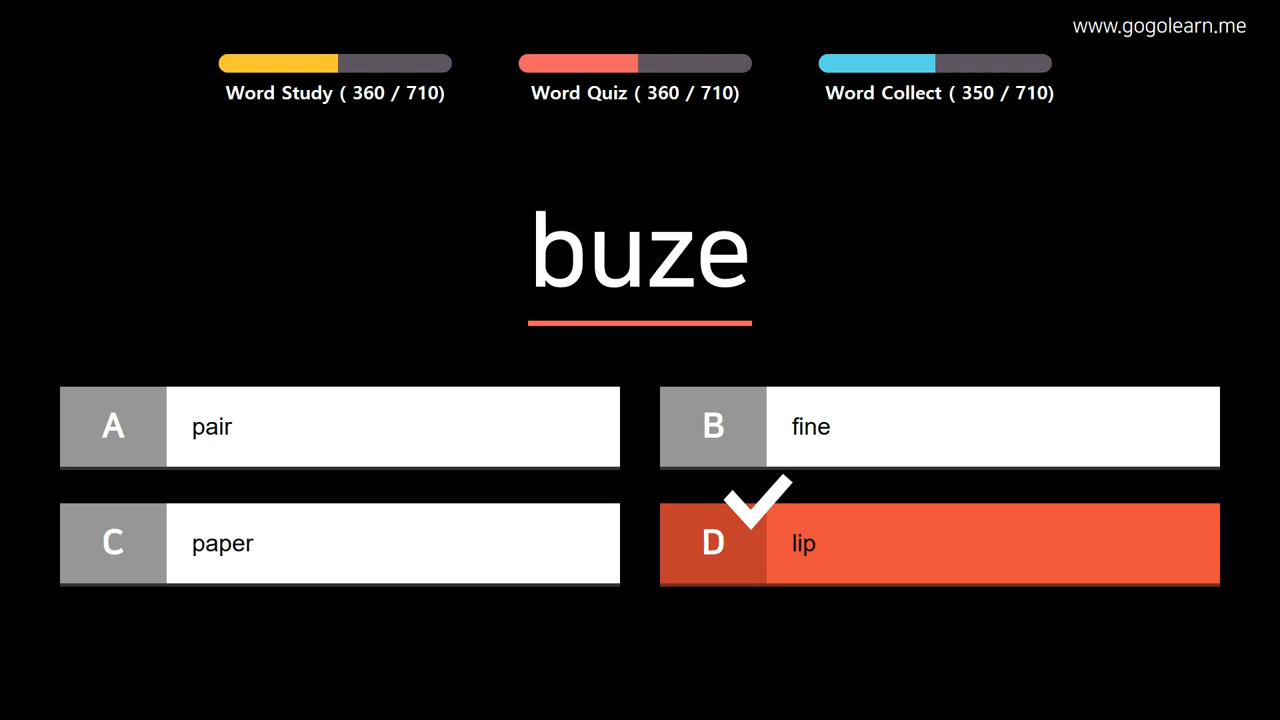 www.gogolearn.me
Word Study ( 360 / 710)
Word Quiz ( 360 / 710)
Word Collect ( 350 / 710)
buze
A
pair
B
fine
C
paper
D
lip